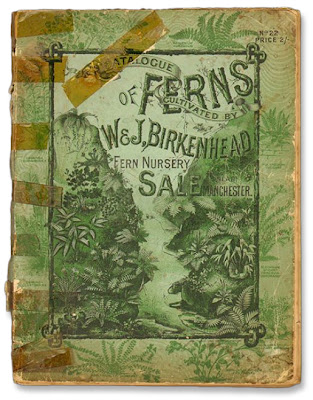 Nº 22
PRICE 2/-
CATALOGUE
OF FERNS
CULTIVATED BY
W & J, BIRKENHEAD
FERN NURSERY
SALE
MANCHESTER.